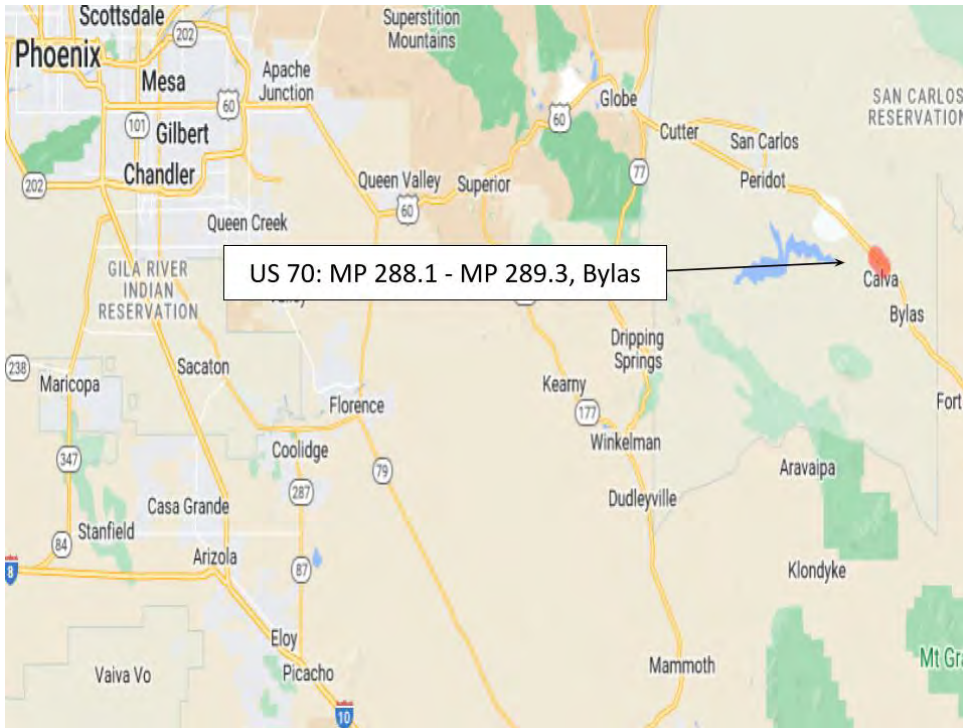 Scottsdale
202
Superstition
Mountains
Phoenix
Mesa
Apache
Junction
60
Globe
SAN CARLOS
RESERVATION
101
Gilbert
60
Cutter
San Carlos
202
Chandler
77
Peridot
Queen Valley
Superior
60
Queen Creek
US 70: MP 288.1 - MP 289.3, Bylas
GILA RIVER
INDIAN
RESERVATION
Calva
Bylas
Dripping
Springs
238
Maricopa
Sacaton
Kearny
Florence
177
Fort
Winkelman
347
Coolidge
79
Aravaipa
287
Casa Grande
Dudleyville
Stanfield
84
Arizola
8
87
Klondyke
Eloy
Vaiva Vo
Picacho
Mammoth
Mt Gra
10